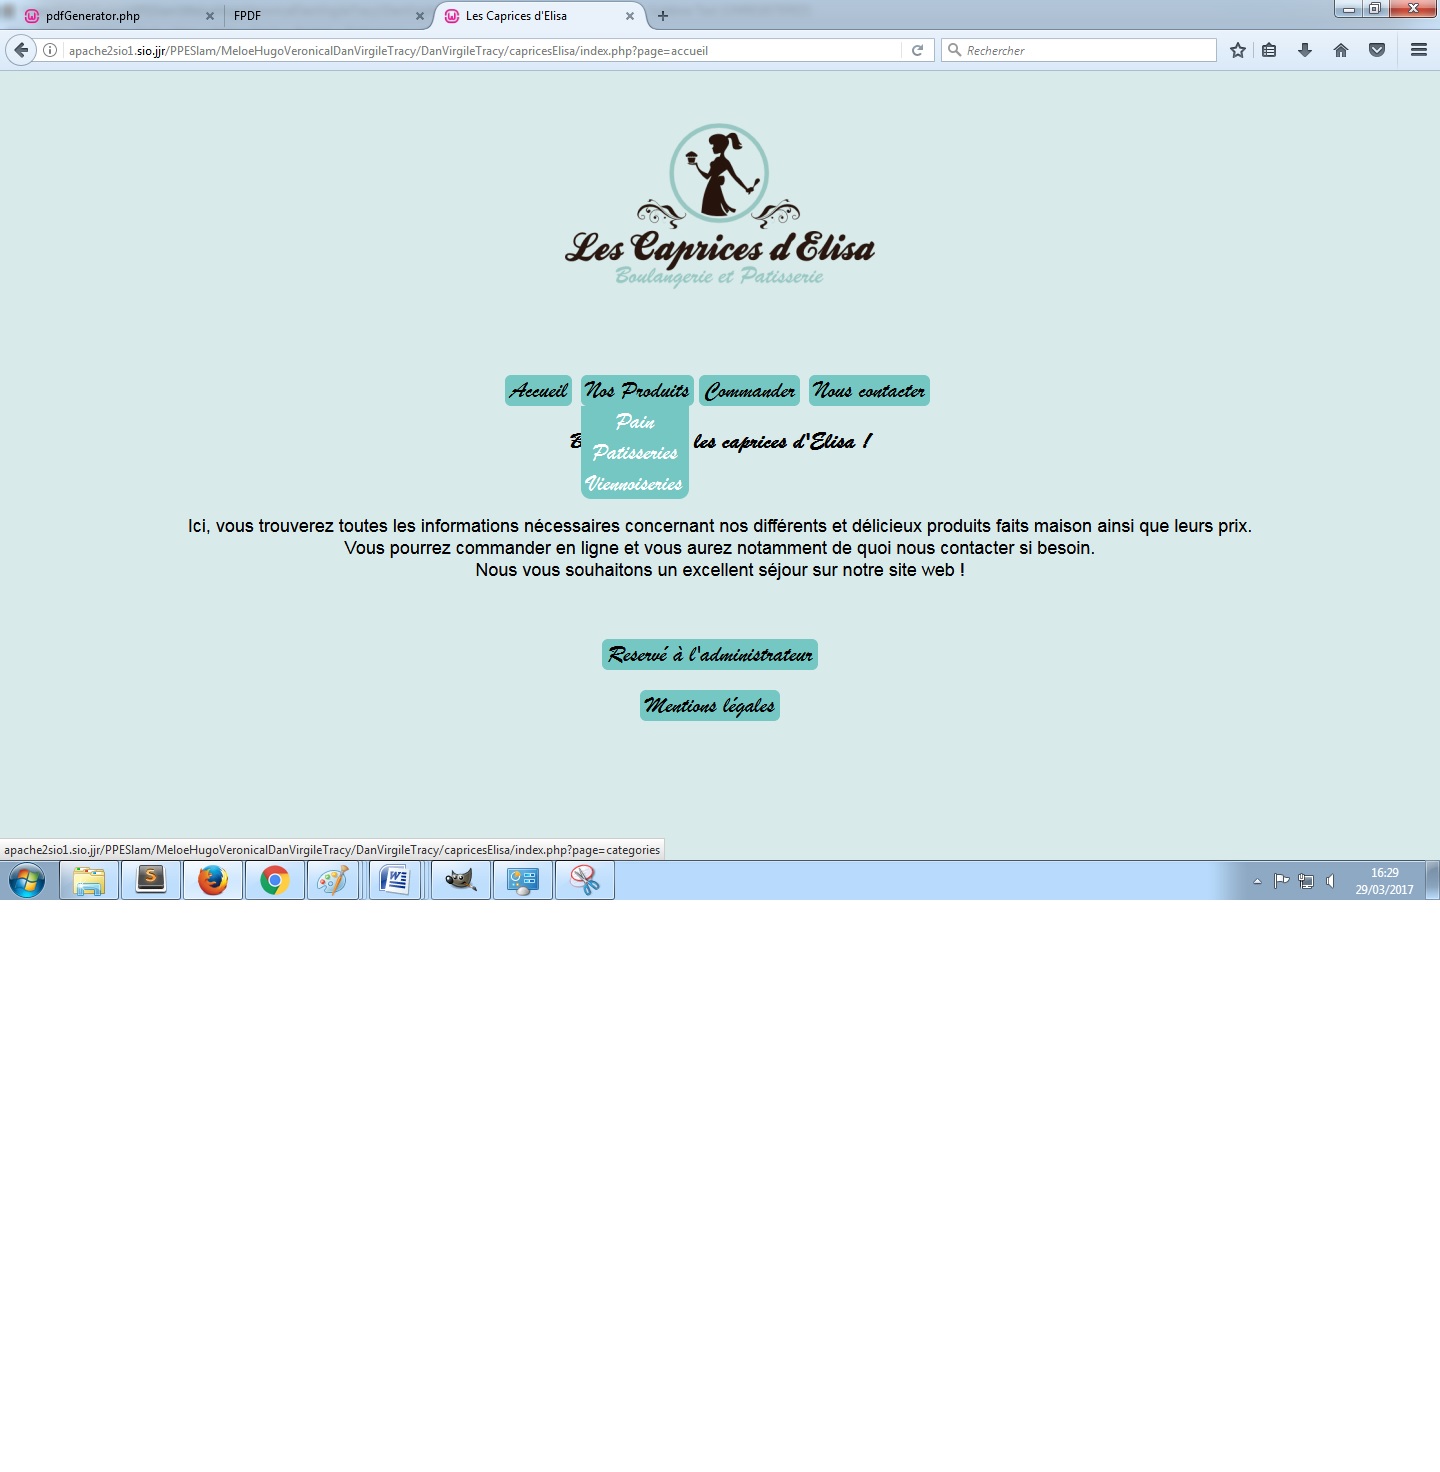 pdfGenerator.php
FPDF
Les Caprices d'Elisa
apache2sio1.sio.jjr/PPESlam/MeloeHugoVeronicalDanVirgileTracy/DanVirgileTracy/capricesElisa/index.php?page=accueil
Rechercher
Les Caprices d'Elisa
Boulangerie et Patisserie
Accueil Nos Produits Commander Nous contacter
Pain
les caprices d'Elisa !
Patisseries
Viennoiseries
Ici, vous trouverez toutes les informations nécessaires concernant nos différents et délicieux produits faits maison ainsi que leurs prix.
Vous pourrez commander en ligne et vous aurez notamment de quoi nous contacter si besoin.
Nous vous souhaitons un excellent séjour sur notre site web !
Reservé à l'administrateur
Mentions légales
apache2sio1.sio.jjr/PPESlam/MeloeHugoVeronicalDanVirgileTracy/DanVirgileTracy/capricesElisa/index.php?page=categories
16:29
29/03/2017